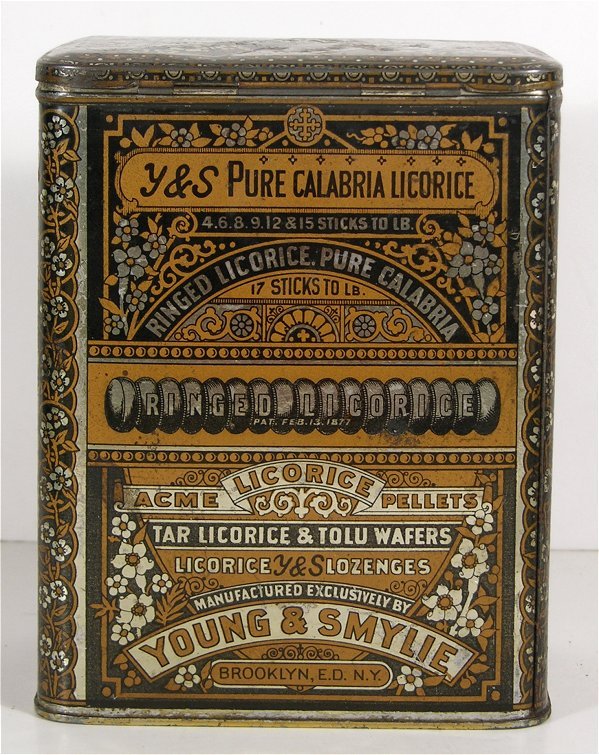 Y&S PURE CALABRIA LICORICE
4.6.8.9.12 & 15 STICKS TO LB.
RINGED LICORICE, PURE CALABRIA
17 STICKS TO LB.
RINGED LICORICE
PAT. FEB. 13. 1877
LICORICE
ACME PELLETS
TAR LICORICE & TOLU WAFERS
LICORICE Y&S LOZENGES
MANUFACTURED EXCLUSIVELY BY
YOUNG & SMYLIE
BROOKLYN, E.D. N.Y.